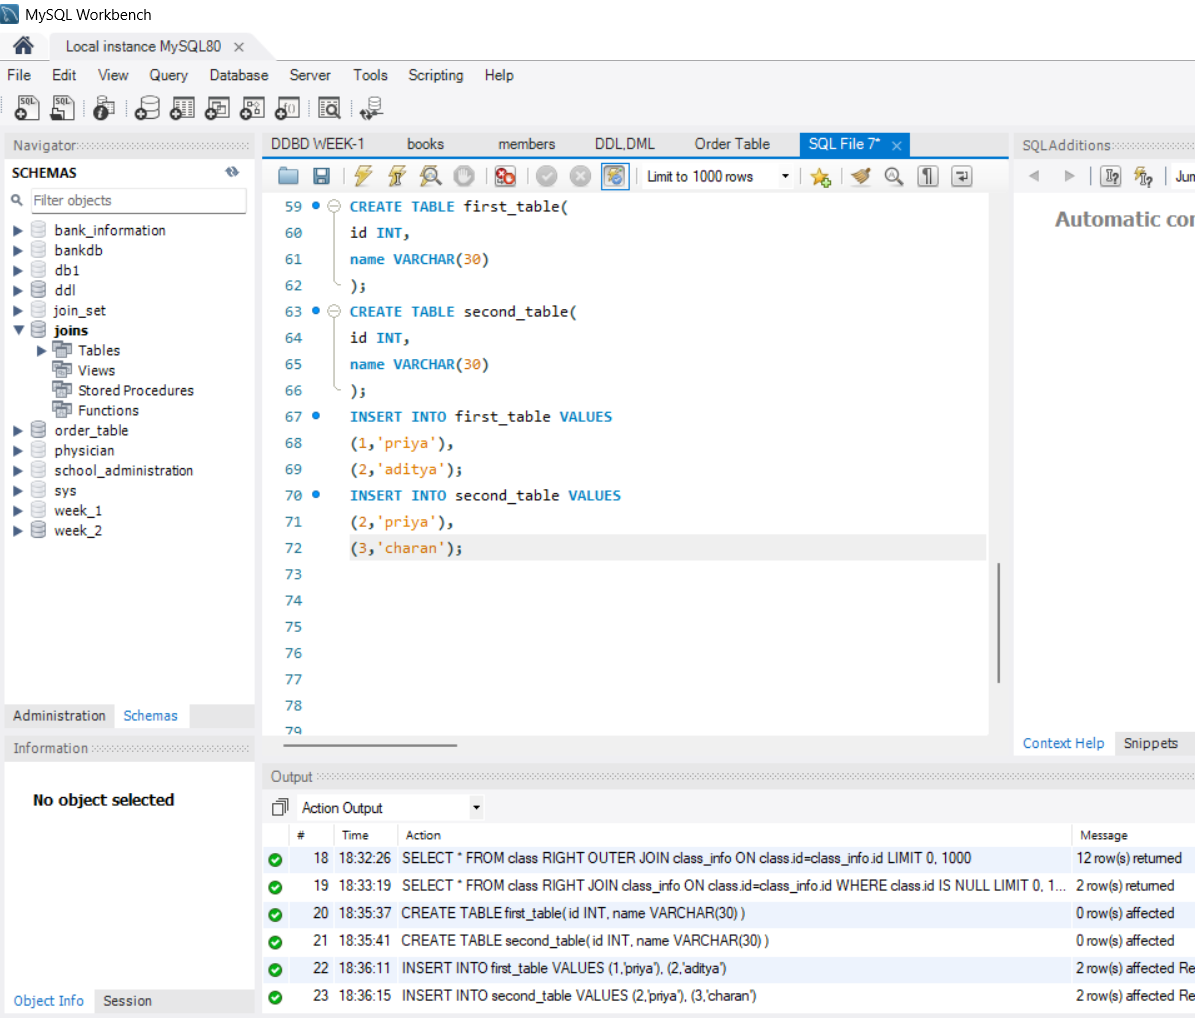 MySQL Workbench
Local instance MySQL80
File Edit View Query Database Server Tools Scripting Help
Navigator
SCHEMAS
Filter objects
bank_information
bankdb
db1
ddl
join_set
joins
Tables
Views
Stored Procedures
Functions
order_table
physician
school_administration
sys
week_1
week_2
Administration Schemas
Information
No object selected
Object Info Session
DDBD WEEK-1 books members DDL,DML Order Table SQL File 7*
Limit to 1000 rows
59 CREATE TABLE first_table(
60 id INT,
61 name VARCHAR(30)
62 );
63 CREATE TABLE second_table(
64 id INT,
65 name VARCHAR(30)
66 );
67 INSERT INTO first_table VALUES
68 (1,'priya'),
69 (2,'aditya');
70 INSERT INTO second_table VALUES
71 (2,'priya'),
72 (3,'charan');
73
74
75
76
77
78
79
SQLAdditions
Jum
Automatic con
Context Help Snippets
Output
Action Output
# Time Action Message
18 18:32:26 SELECT * FROM class RIGHT OUTER JOIN class_info ON class.id=class_info.id LIMIT 0, 1000 12 row(s) returned
19 18:33:19 SELECT * FROM class RIGHT JOIN class_info ON class.id=class_info.id WHERE class.id IS NULL LIMIT 0, 1... 2 row(s) returned
20 18:35:37 CREATE TABLE first_table( id INT, name VARCHAR(30) ) 0 row(s) affected
21 18:35:41 CREATE TABLE second_table( id INT, name VARCHAR(30) ) 0 row(s) affected
22 18:36:11 INSERT INTO first_table VALUES (1,'priya'), (2,'aditya') 2 row(s) affected Re
23 18:36:15 INSERT INTO second_table VALUES (2,'priya'), (3,'charan') 2 row(s) affected Re